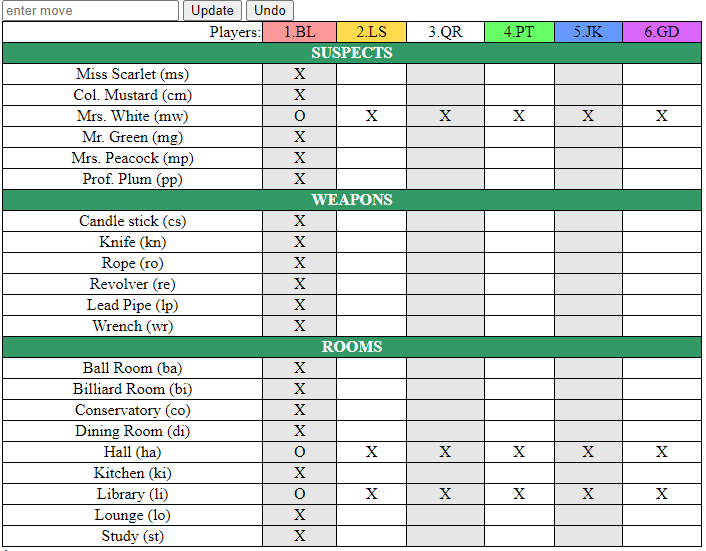 enter move Update Undo
Players: 1.BL 2.LS 3.QR 4.PT 5.JK 6.GD
SUSPECTS
Miss Scarlet (ms) X
Col. Mustard (cm) X
Mrs. White (mw) O X X X X X
Mr. Green (mg) X
Mrs. Peacock (mp) X
Prof. Plum (pp) X
WEAPONS
Candle stick (cs) X
Knife (kn) X
Rope (ro) X
Revolver (re) X
Lead Pipe (lp) X
Wrench (wr) X
ROOMS
Ball Room (ba) X
Billiard Room (bi) X
Conservatory (co) X
Dining Room (di) X
Hall (ha) O X X X X X
Kitchen (ki) X
Library (li) O X X X X X
Lounge (lo) X
Study (st) X